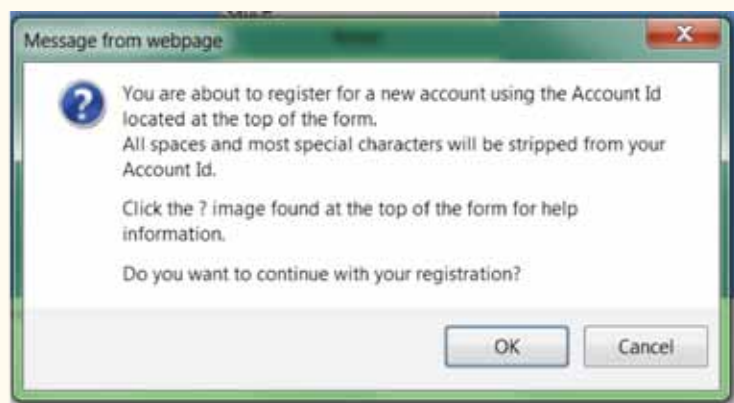 Message from webpage
You are about to register for a new account using the Account Id
located at the top of the form.
All spaces and most special characters will be stripped from your
Account Id.
Click the ? image found at the top of the form for help
information.
Do you want to continue with your registration?
OK
Cancel